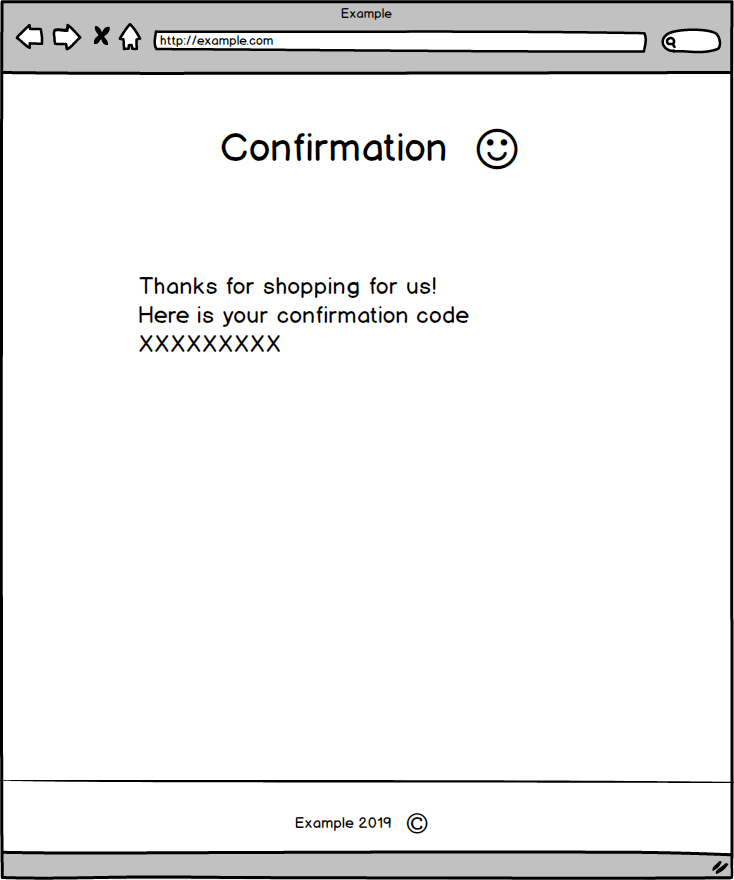 Example
http://example.com
Confirmation
Thanks for shopping for us!
Here is your confirmation code
XXXXXXXXX
Example 2019 ©